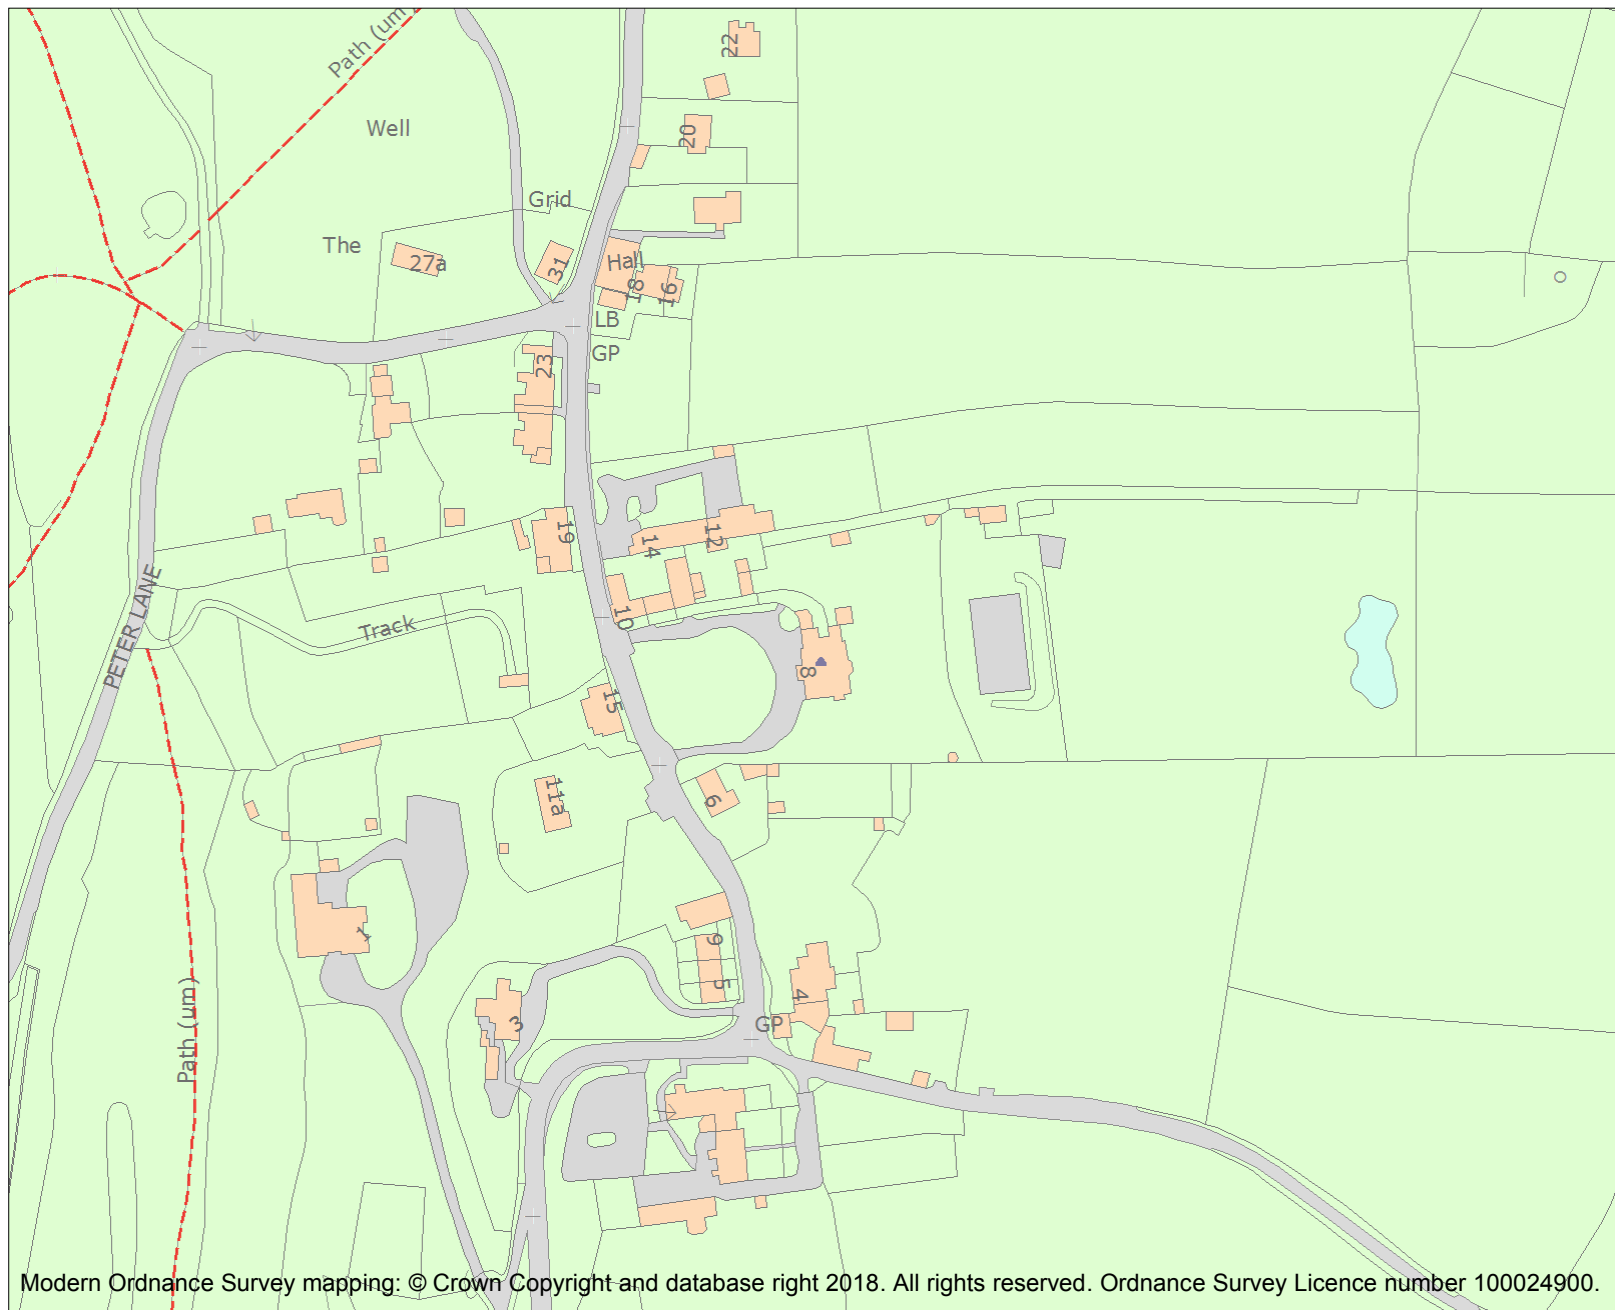 Path (um)
22
Well
20
Grid
The
27a
31
Hall
18
16
LB
GP
23
19
14
12
10
PETER LANE
Track
8
15
11a
6
1
9
5
4
3
GP
Path (um)
Modern Ordnance Survey mapping: © Crown Copyright and database right 2018. All rights reserved. Ordnance Survey Licence number 100024900.